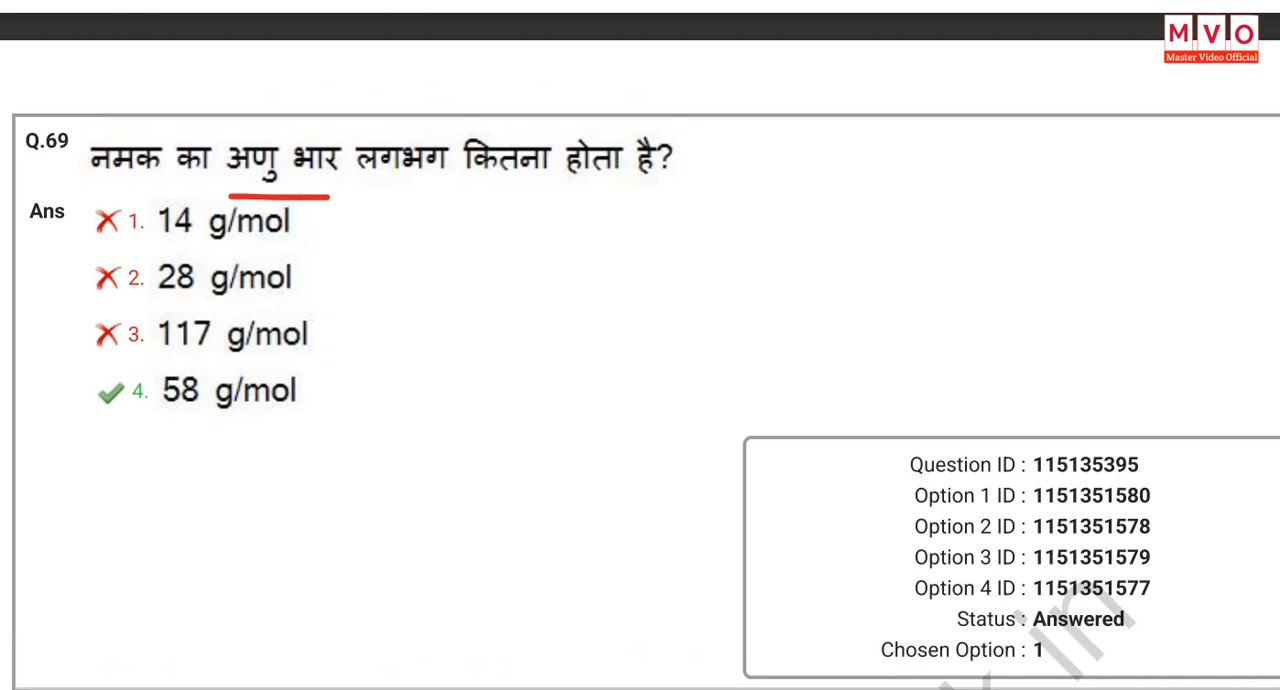 M V O
Master Video Official
Q.69 नमक का अणु भार लगभग कितना होता है?
Ans 1. 14 g/mol
2. 28 g/mol
3. 117 g/mol
4. 58 g/mol
Question ID : 115135395
Option 1 ID : 1151351580
Option 2 ID : 1151351578
Option 3 ID : 1151351579
Option 4 ID : 1151351577
Status : Answered
Chosen Option : 1